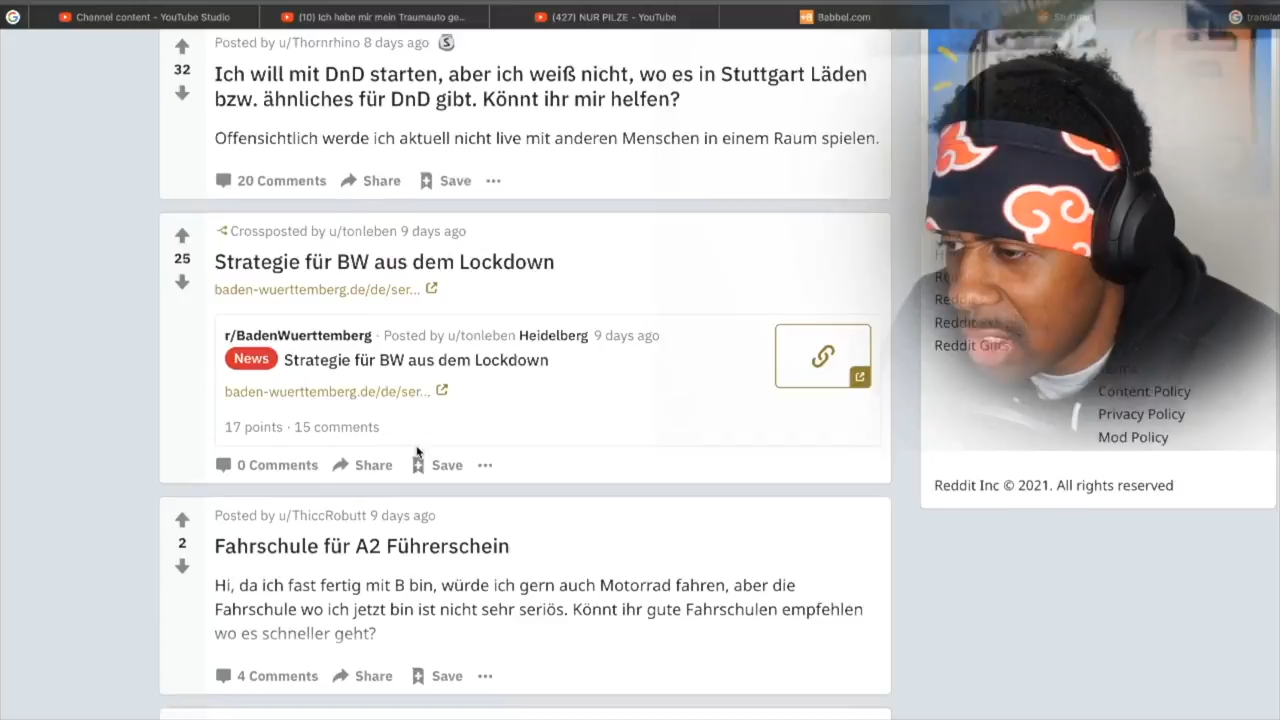 Channel content - YouTube Studio
(10) Ich habe mir mein Traumauto ge...
(427) NUR PILZE - YouTube
+B Babbel.com
Stuttgart
translat
Posted by u/Thornrhino 8 days ago
32
Ich will mit DnD starten, aber ich weiß nicht, wo es in Stuttgart Läden
bzw. ähnliches für DnD gibt. Könnt ihr mir helfen?
Offensichtlich werde ich aktuell nicht live mit anderen Menschen in einem Raum spielen.
20 Comments Share Save
Crossposted by u/tonleben 9 days ago
25
Strategie für BW aus dem Lockdown
baden-wuerttemberg.de/de/ser...
r/BadenWuerttemberg · Posted by u/tonleben Heidelberg 9 days ago
News Strategie für BW aus dem Lockdown
baden-wuerttemberg.de/de/ser...
17 points · 15 comments
0 Comments Share Save
Posted by u/ThiccRobutt 9 days ago
2
Fahrschule für A2 Führerschein
Hi, da ich fast fertig mit B bin, würde ich gern auch Motorrad fahren, aber die
Fahrschule wo ich jetzt bin ist nicht sehr seriös. Könnt ihr gute Fahrschulen empfehlen
wo es schneller geht?
4 Comments Share Save
Reddit Gifts
Content Policy
Privacy Policy
Mod Policy
Reddit Inc © 2021. All rights reserved